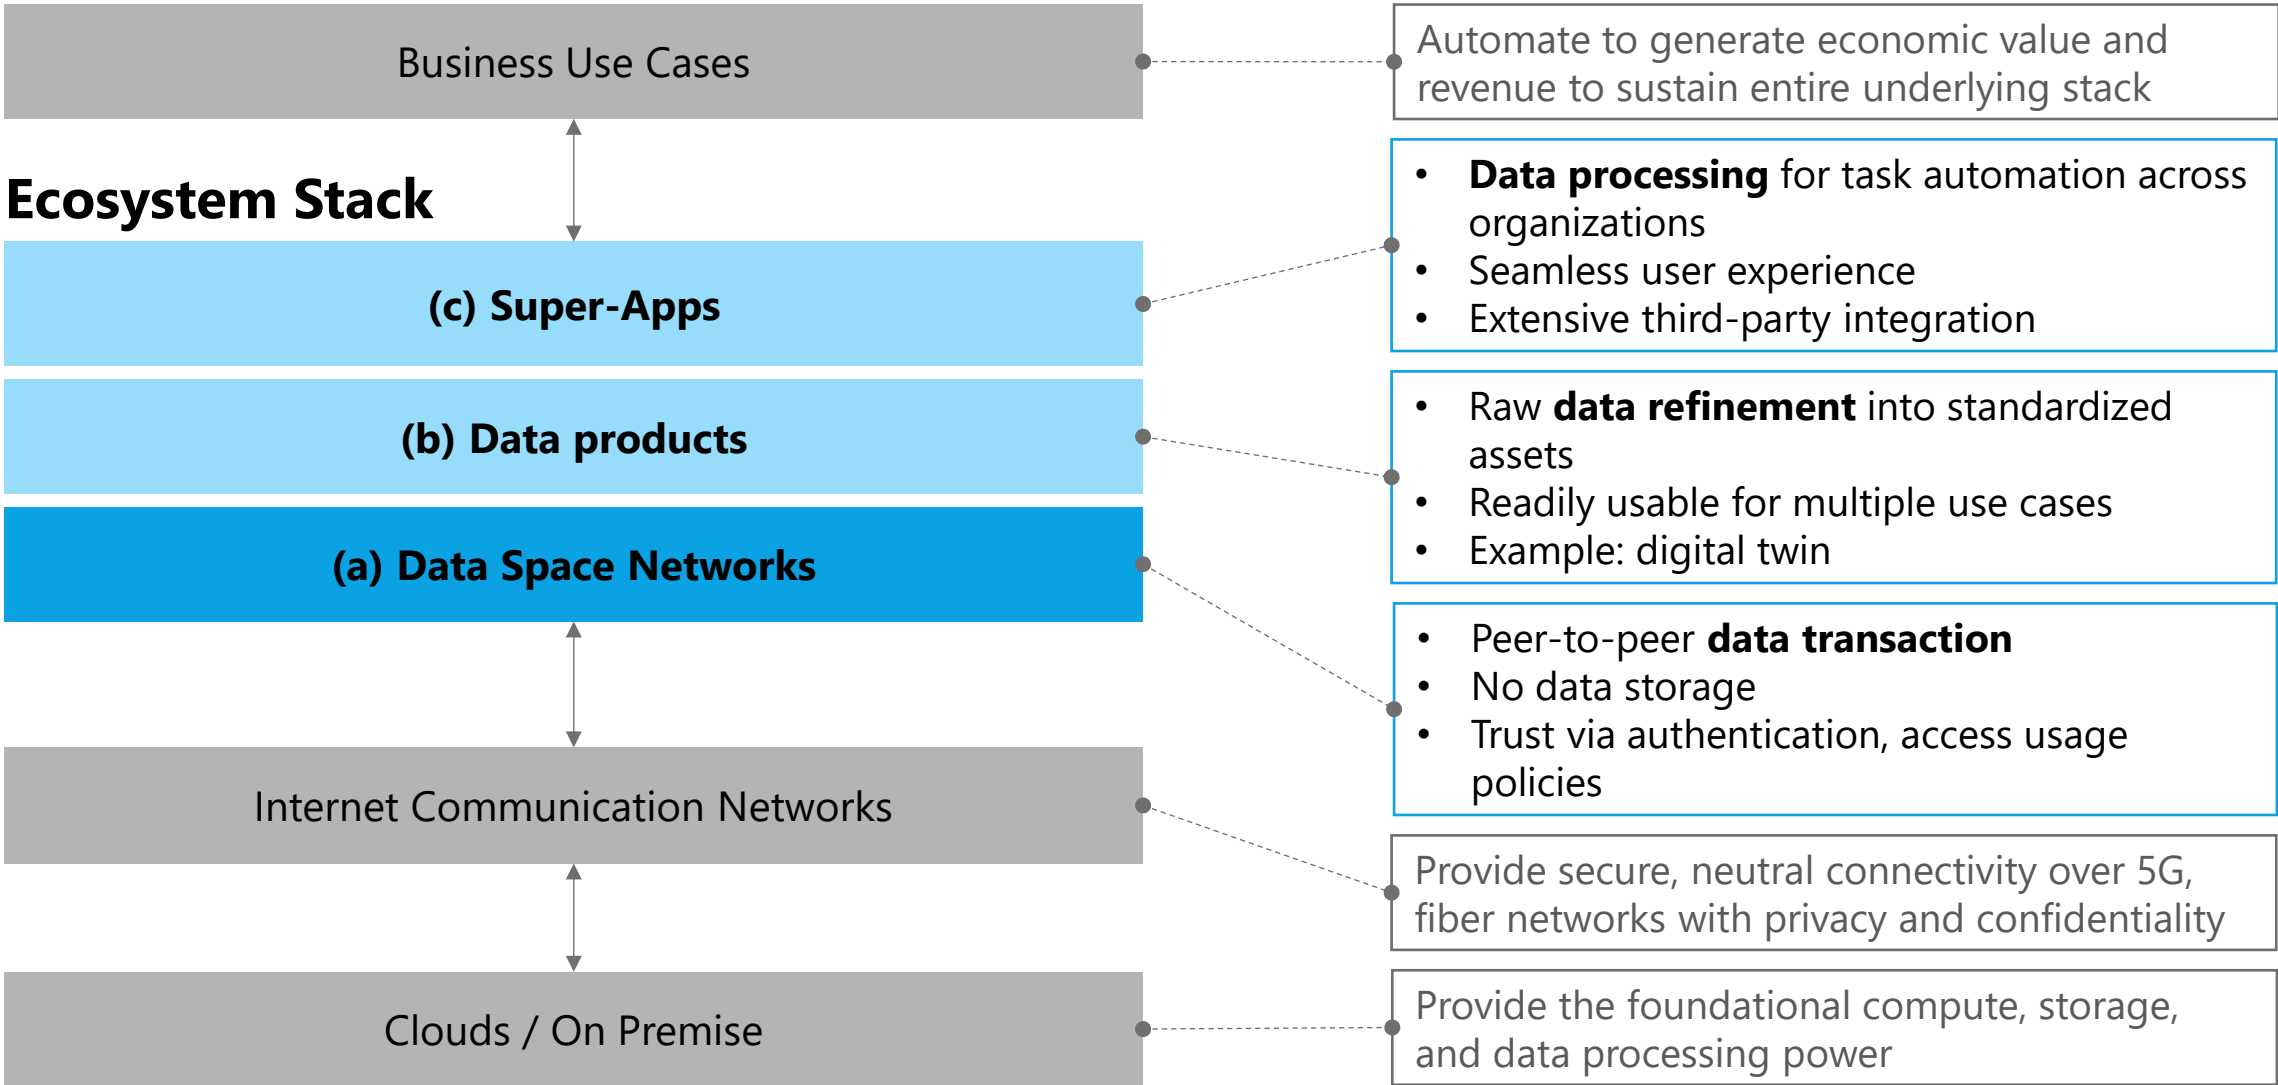 Business Use Cases
Automate to generate economic value and
revenue to sustain entire underlying stack
Ecosystem Stack
(c) Super-Apps
• Data processing for task automation across
organizations
• Seamless user experience
• Extensive third-party integration
(b) Data products
• Raw data refinement into standardized
assets
• Readily usable for multiple use cases
• Example: digital twin
(a) Data Space Networks
• Peer-to-peer data transaction
• No data storage
• Trust via authentication, access usage
policies
Internet Communication Networks
Provide secure, neutral connectivity over 5G,
fiber networks with privacy and confidentiality
Clouds / On Premise
Provide the foundational compute, storage,
and data processing power